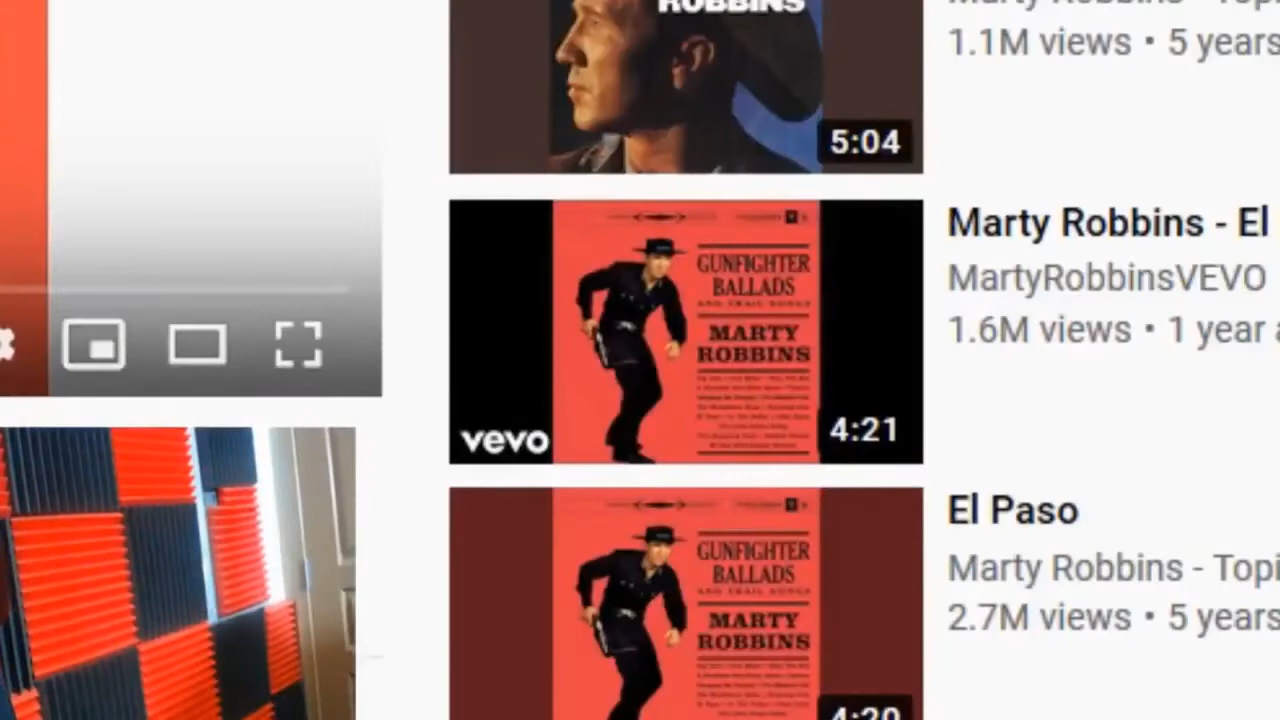 ROBBINS
1.1M views • 5 years
5:04
GUNFIGHTER
BALLADS
AND TRAIL SONGS
MARTY
ROBBINS
vevo
4:21
Marty Robbins - El
MartyRobbinsVEVO
1.6M views • 1 year a
GUNFIGHTER
BALLADS
AND TRAIL SONGS
MARTY
ROBBINS
4:20
El Paso
Marty Robbins - Topi
2.7M views • 5 years